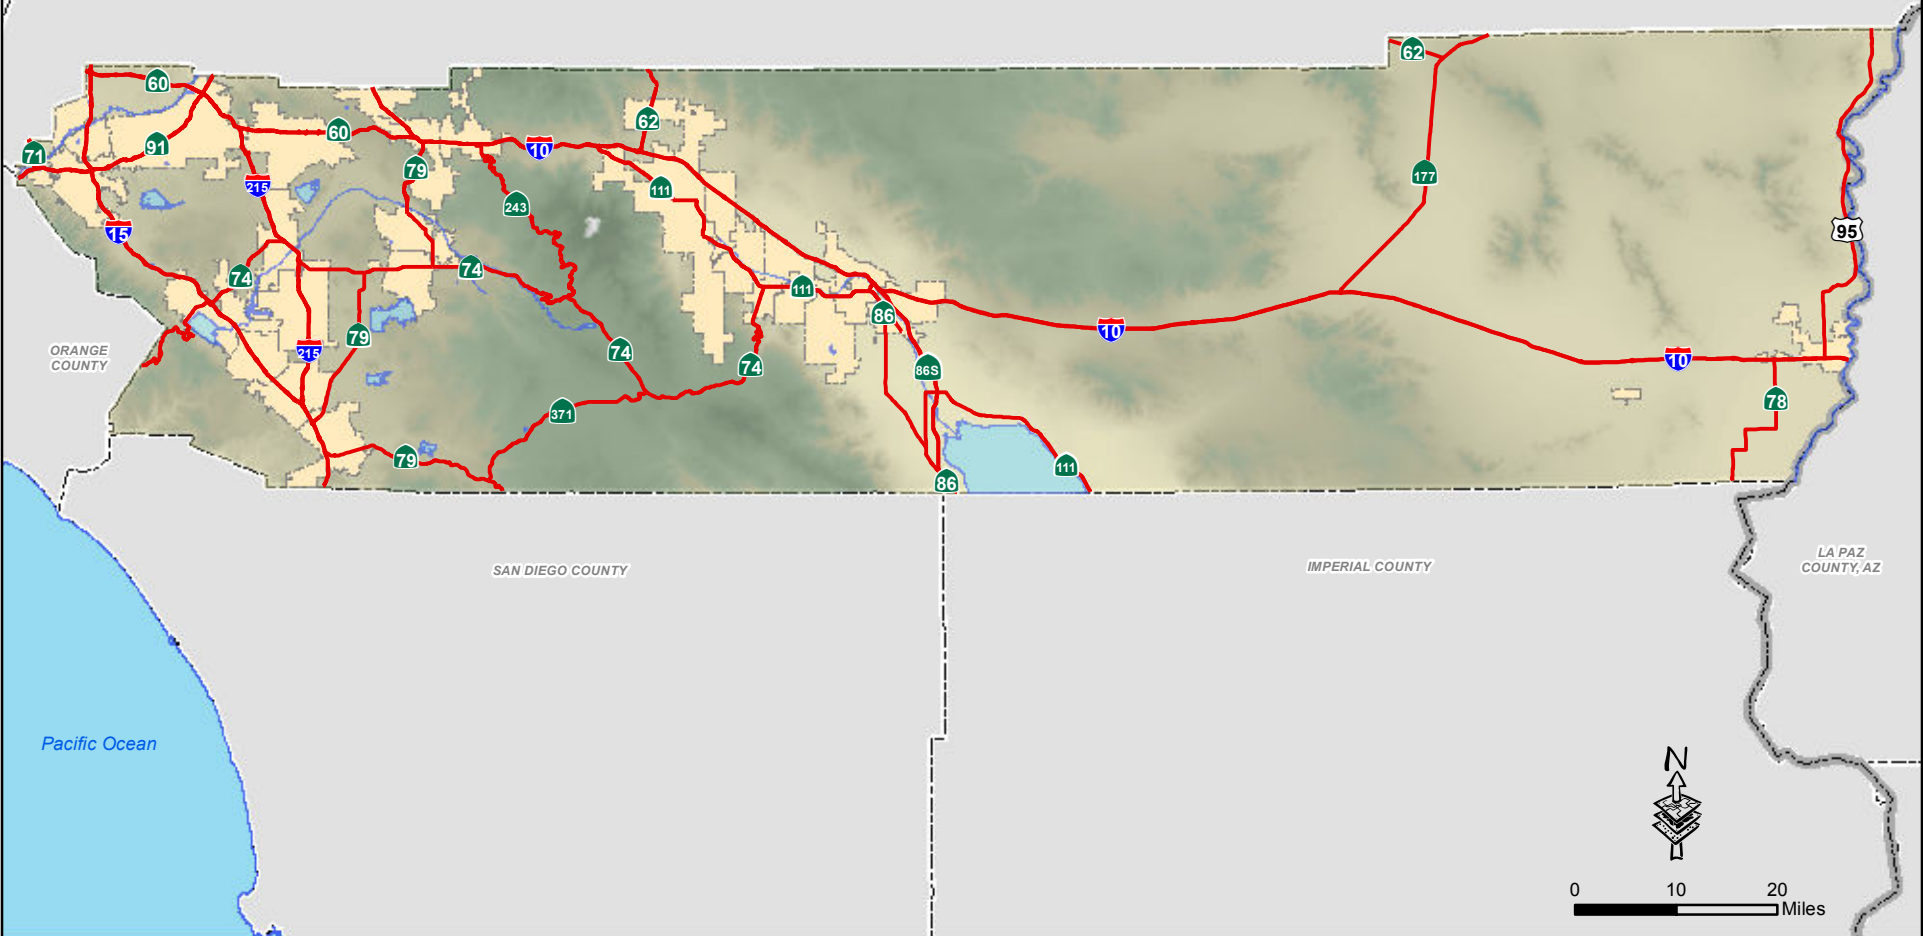 62
60
62
60
91
10
71
79
177
215
111
243
95
15
74
74
111
86
10
79
215
74
10
ORANGE
COUNTY
74
86S
78
371
79
111
86
SAN DIEGO COUNTY
IMPERIAL COUNTY
LA PAZ
COUNTY, AZ
Pacific Ocean
N
0 10 20
Miles